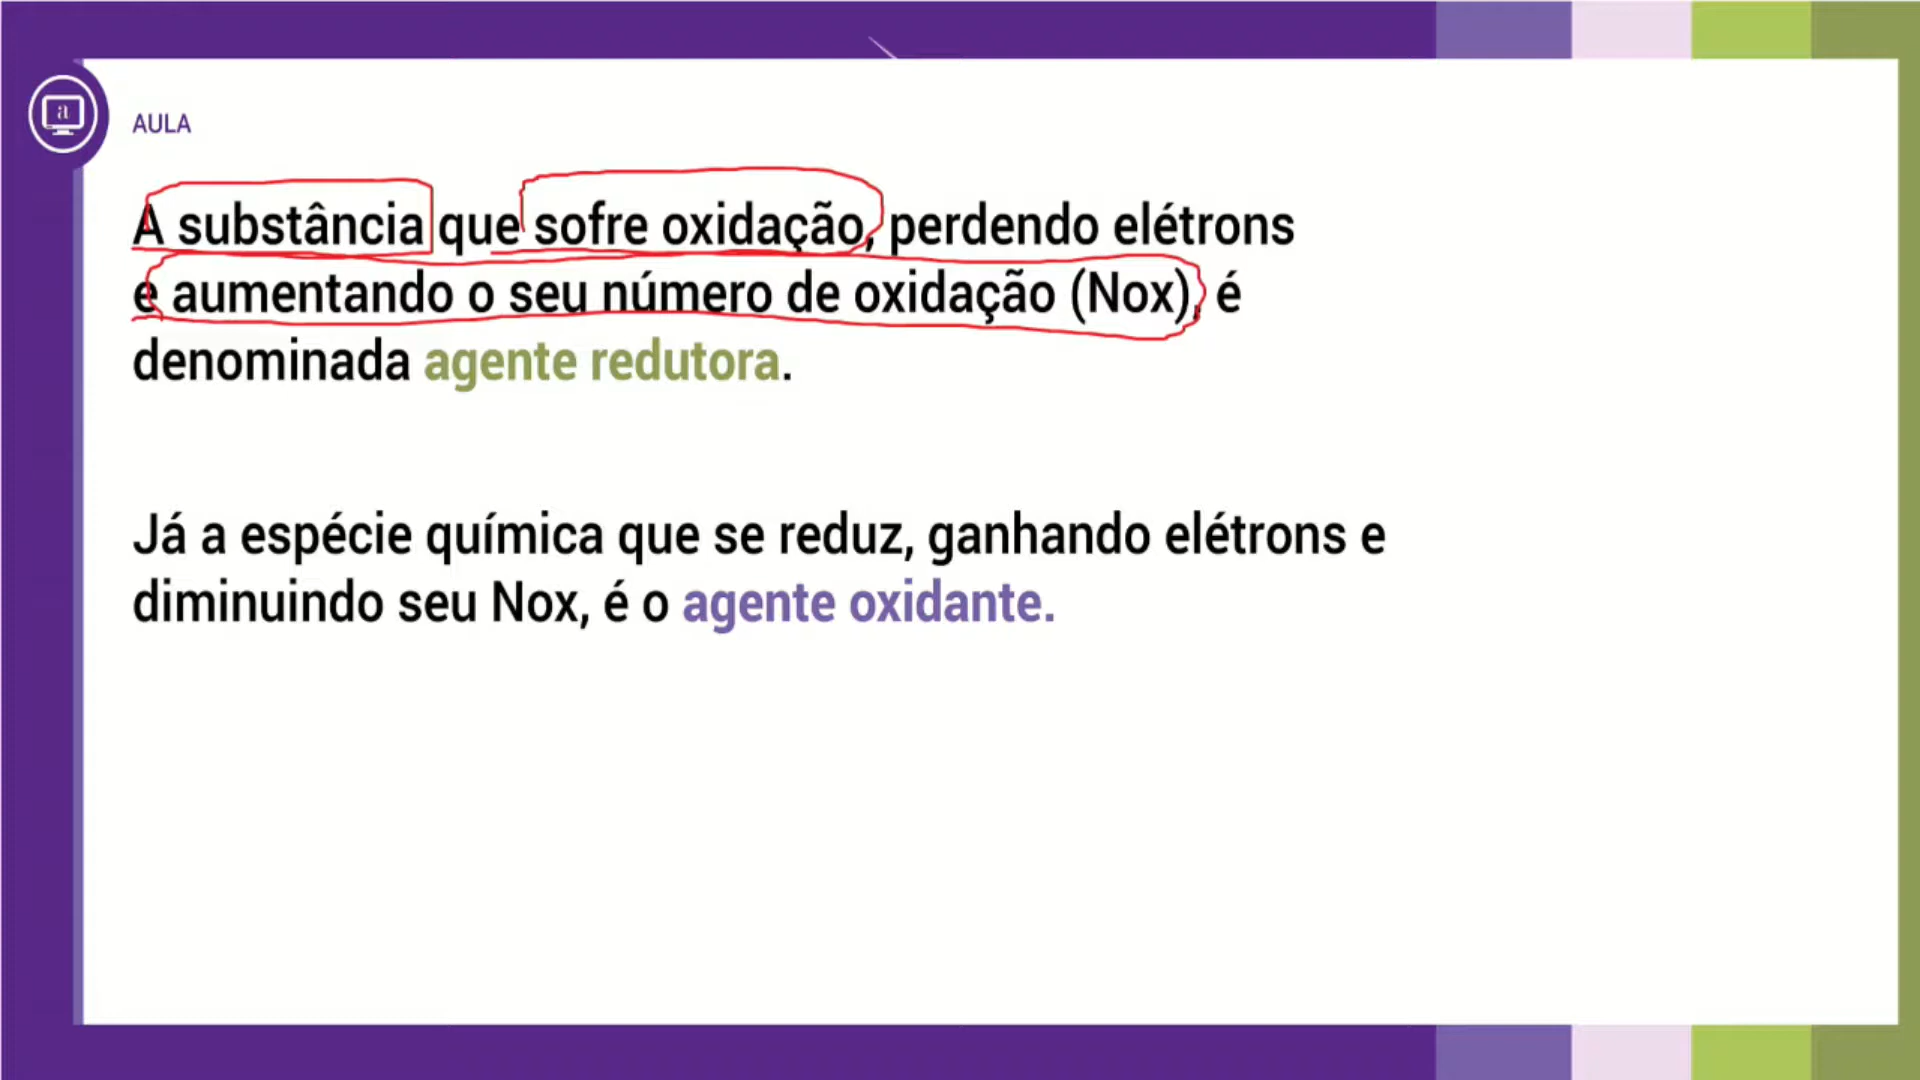 a
AULA
A substância que sofre oxidação, perdendo elétrons
e aumentando o seu número de oxidação (Nox), é
denominada agente redutora.
Já a espécie química que se reduz, ganhando elétrons e
diminuindo seu Nox, é o agente oxidante.